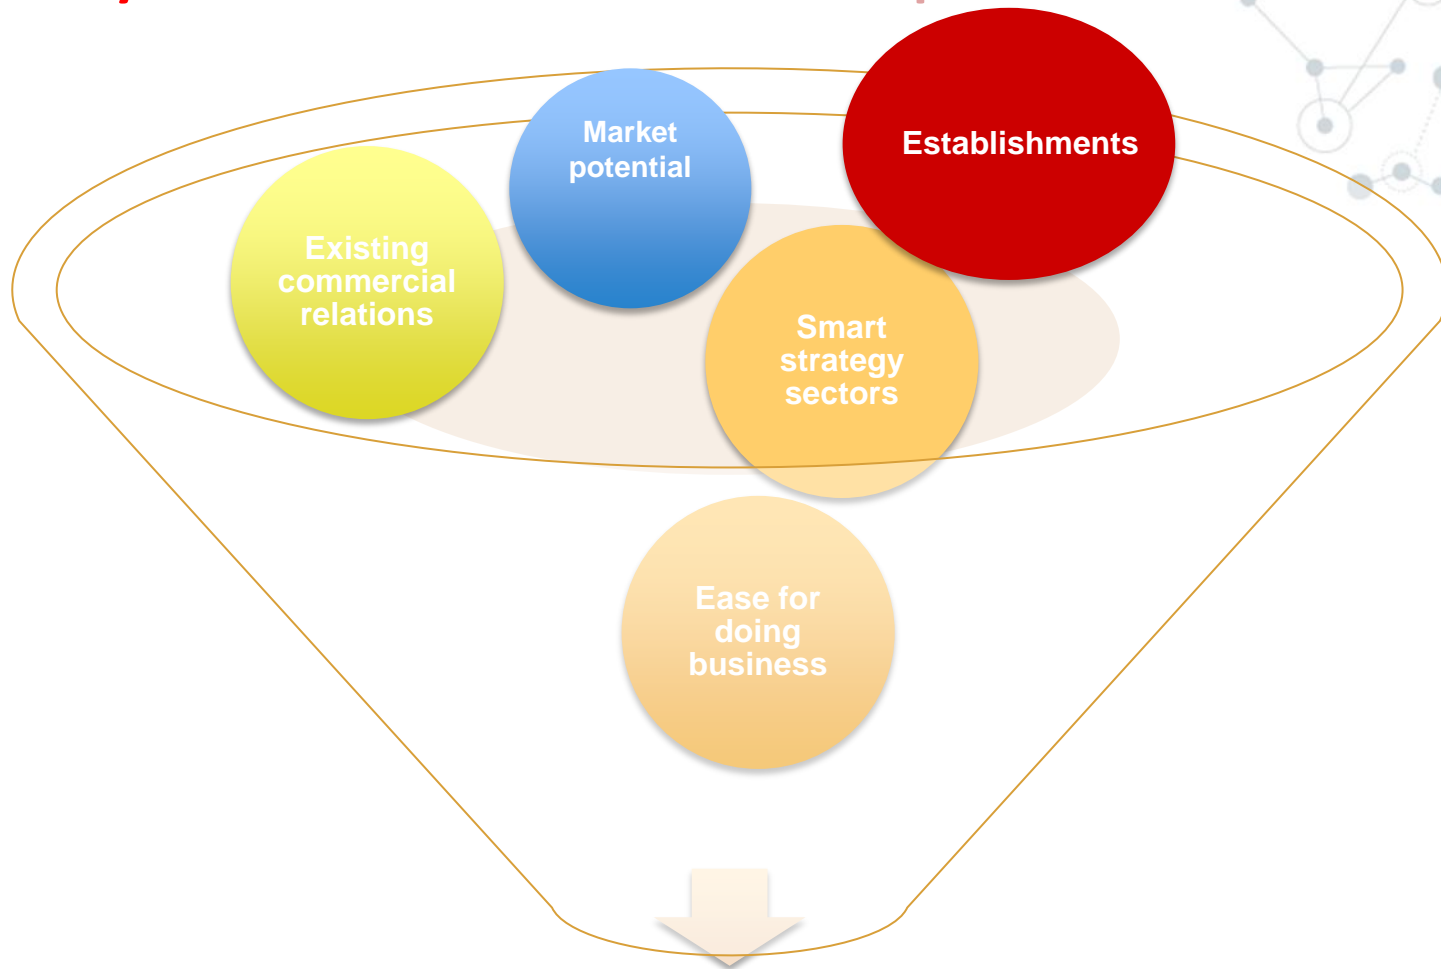 Market
potential
Establishments
Existing
commercial
relations
Smart
strategy
sectors
Ease for
doing
business